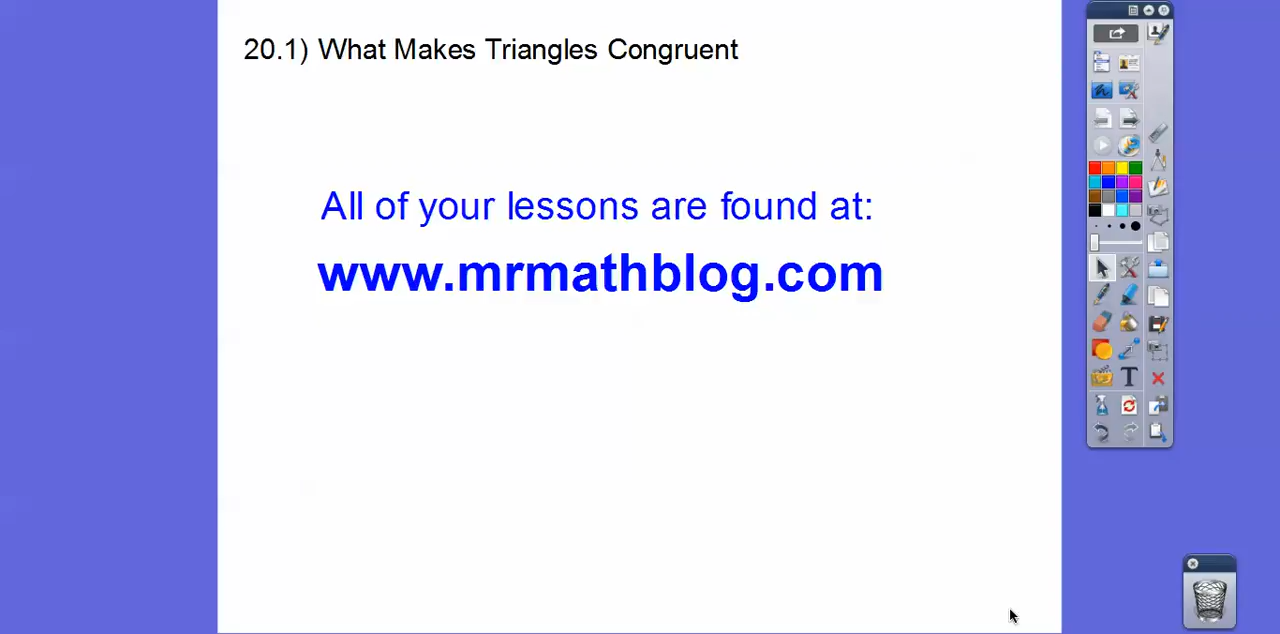 20.1) What Makes Triangles Congruent
All of your lessons are found at:
www.mrmathblog.com